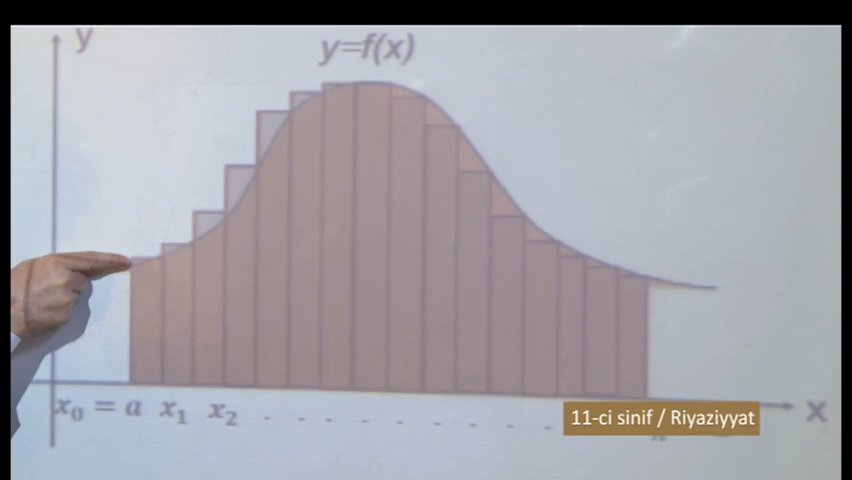 y
y=f(x)
x₀ = a x₁ x₂ . . . . . . . . .
x
11-ci sinif / Riyaziyyat